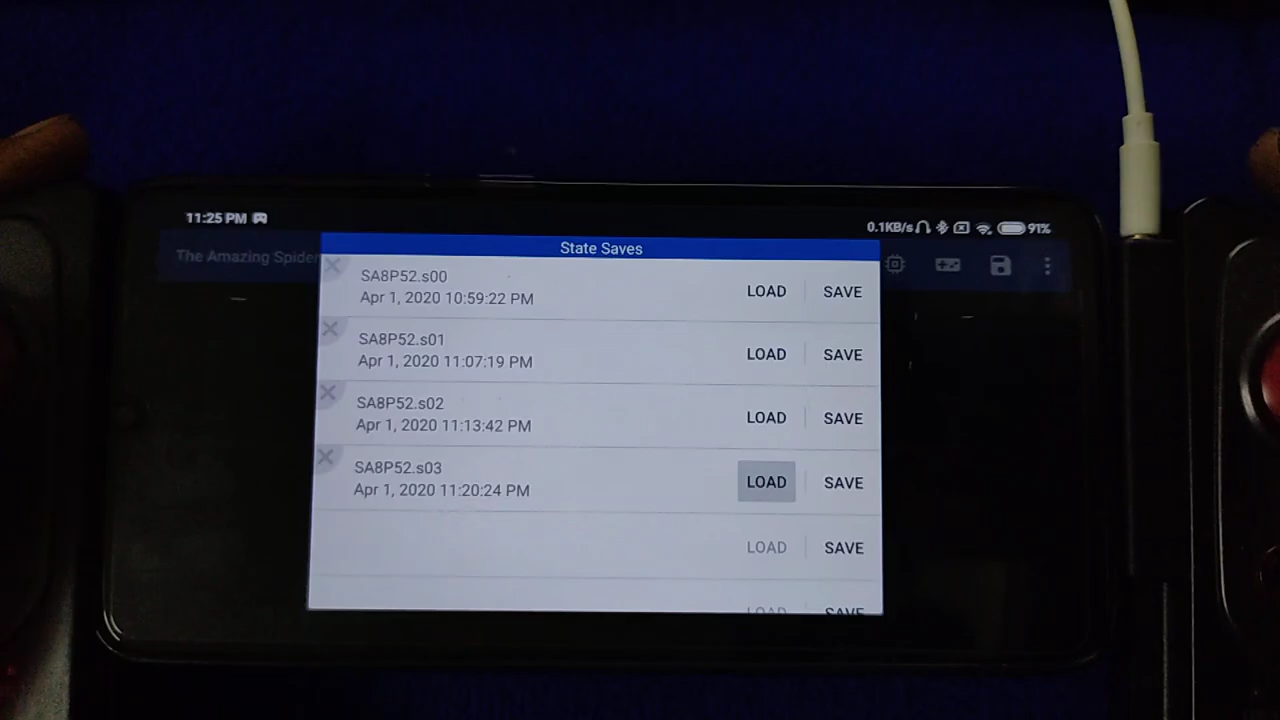 11:25 PM
0.1KB/s
91%
The Amazing Spider
State Saves
SA8P52.s00
Apr 1, 2020 10:59:22 PM
LOAD
SAVE
SA8P52.s01
Apr 1, 2020 11:07:19 PM
LOAD
SAVE
SA8P52.s02
Apr 1, 2020 11:13:42 PM
LOAD
SAVE
SA8P52.s03
Apr 1, 2020 11:20:24 PM
LOAD
SAVE
LOAD
SAVE
LOAD
SAVE